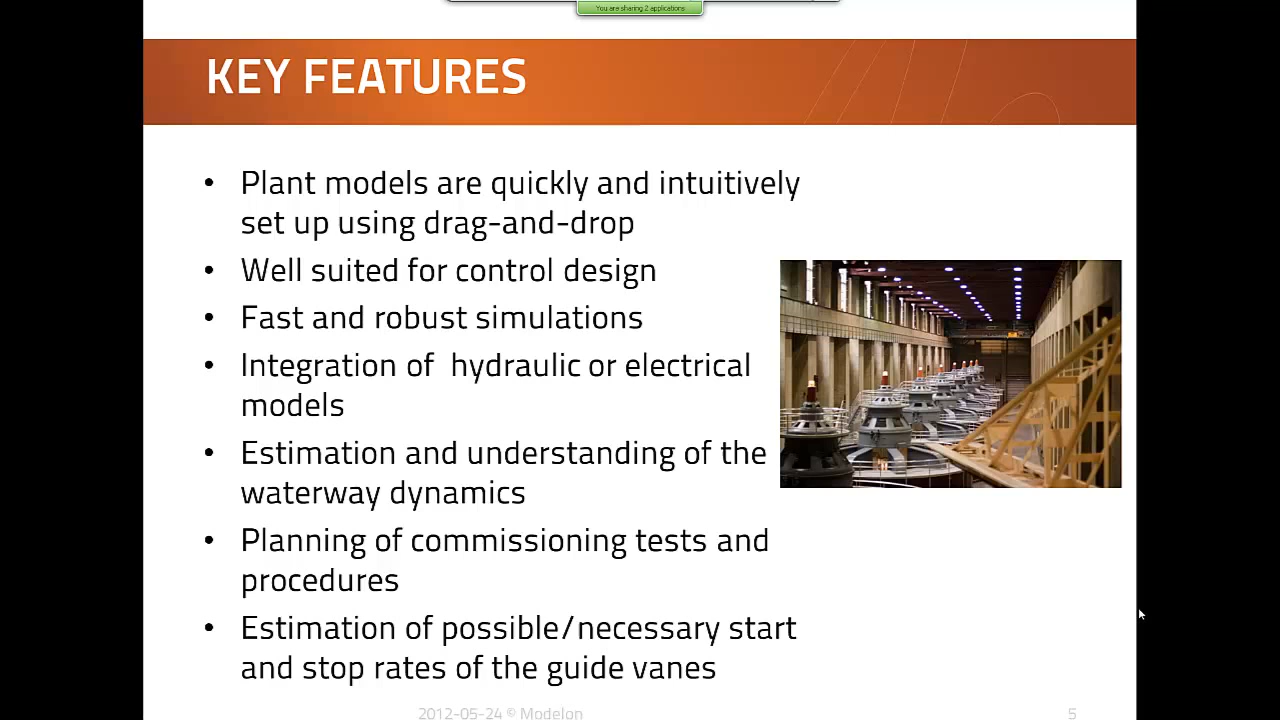 You are sharing 2 applications
KEY FEATURES
• Plant models are quickly and intuitively
set up using drag-and-drop
• Well suited for control design
• Fast and robust simulations
• Integration of  hydraulic or electrical
models
• Estimation and understanding of the
waterway dynamics
• Planning of commissioning tests and
procedures
• Estimation of possible/necessary start
and stop rates of the guide vanes
2012-05-24 © Modelon
5